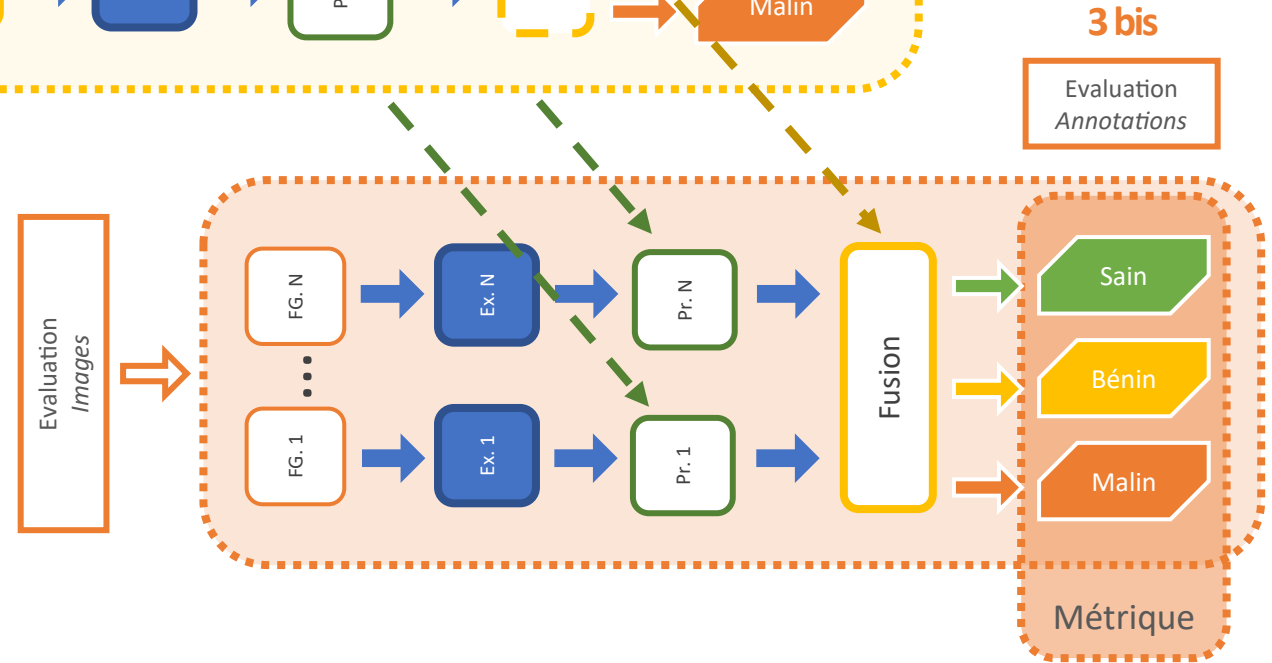 P
Malin
3 bis
Evaluation
Annotations
Evaluation
Images
FG. N
Ex. N
Pr. N
FG. 1
Ex. 1
Pr. 1
Fusion
Sain
Bénin
Malin
Métrique